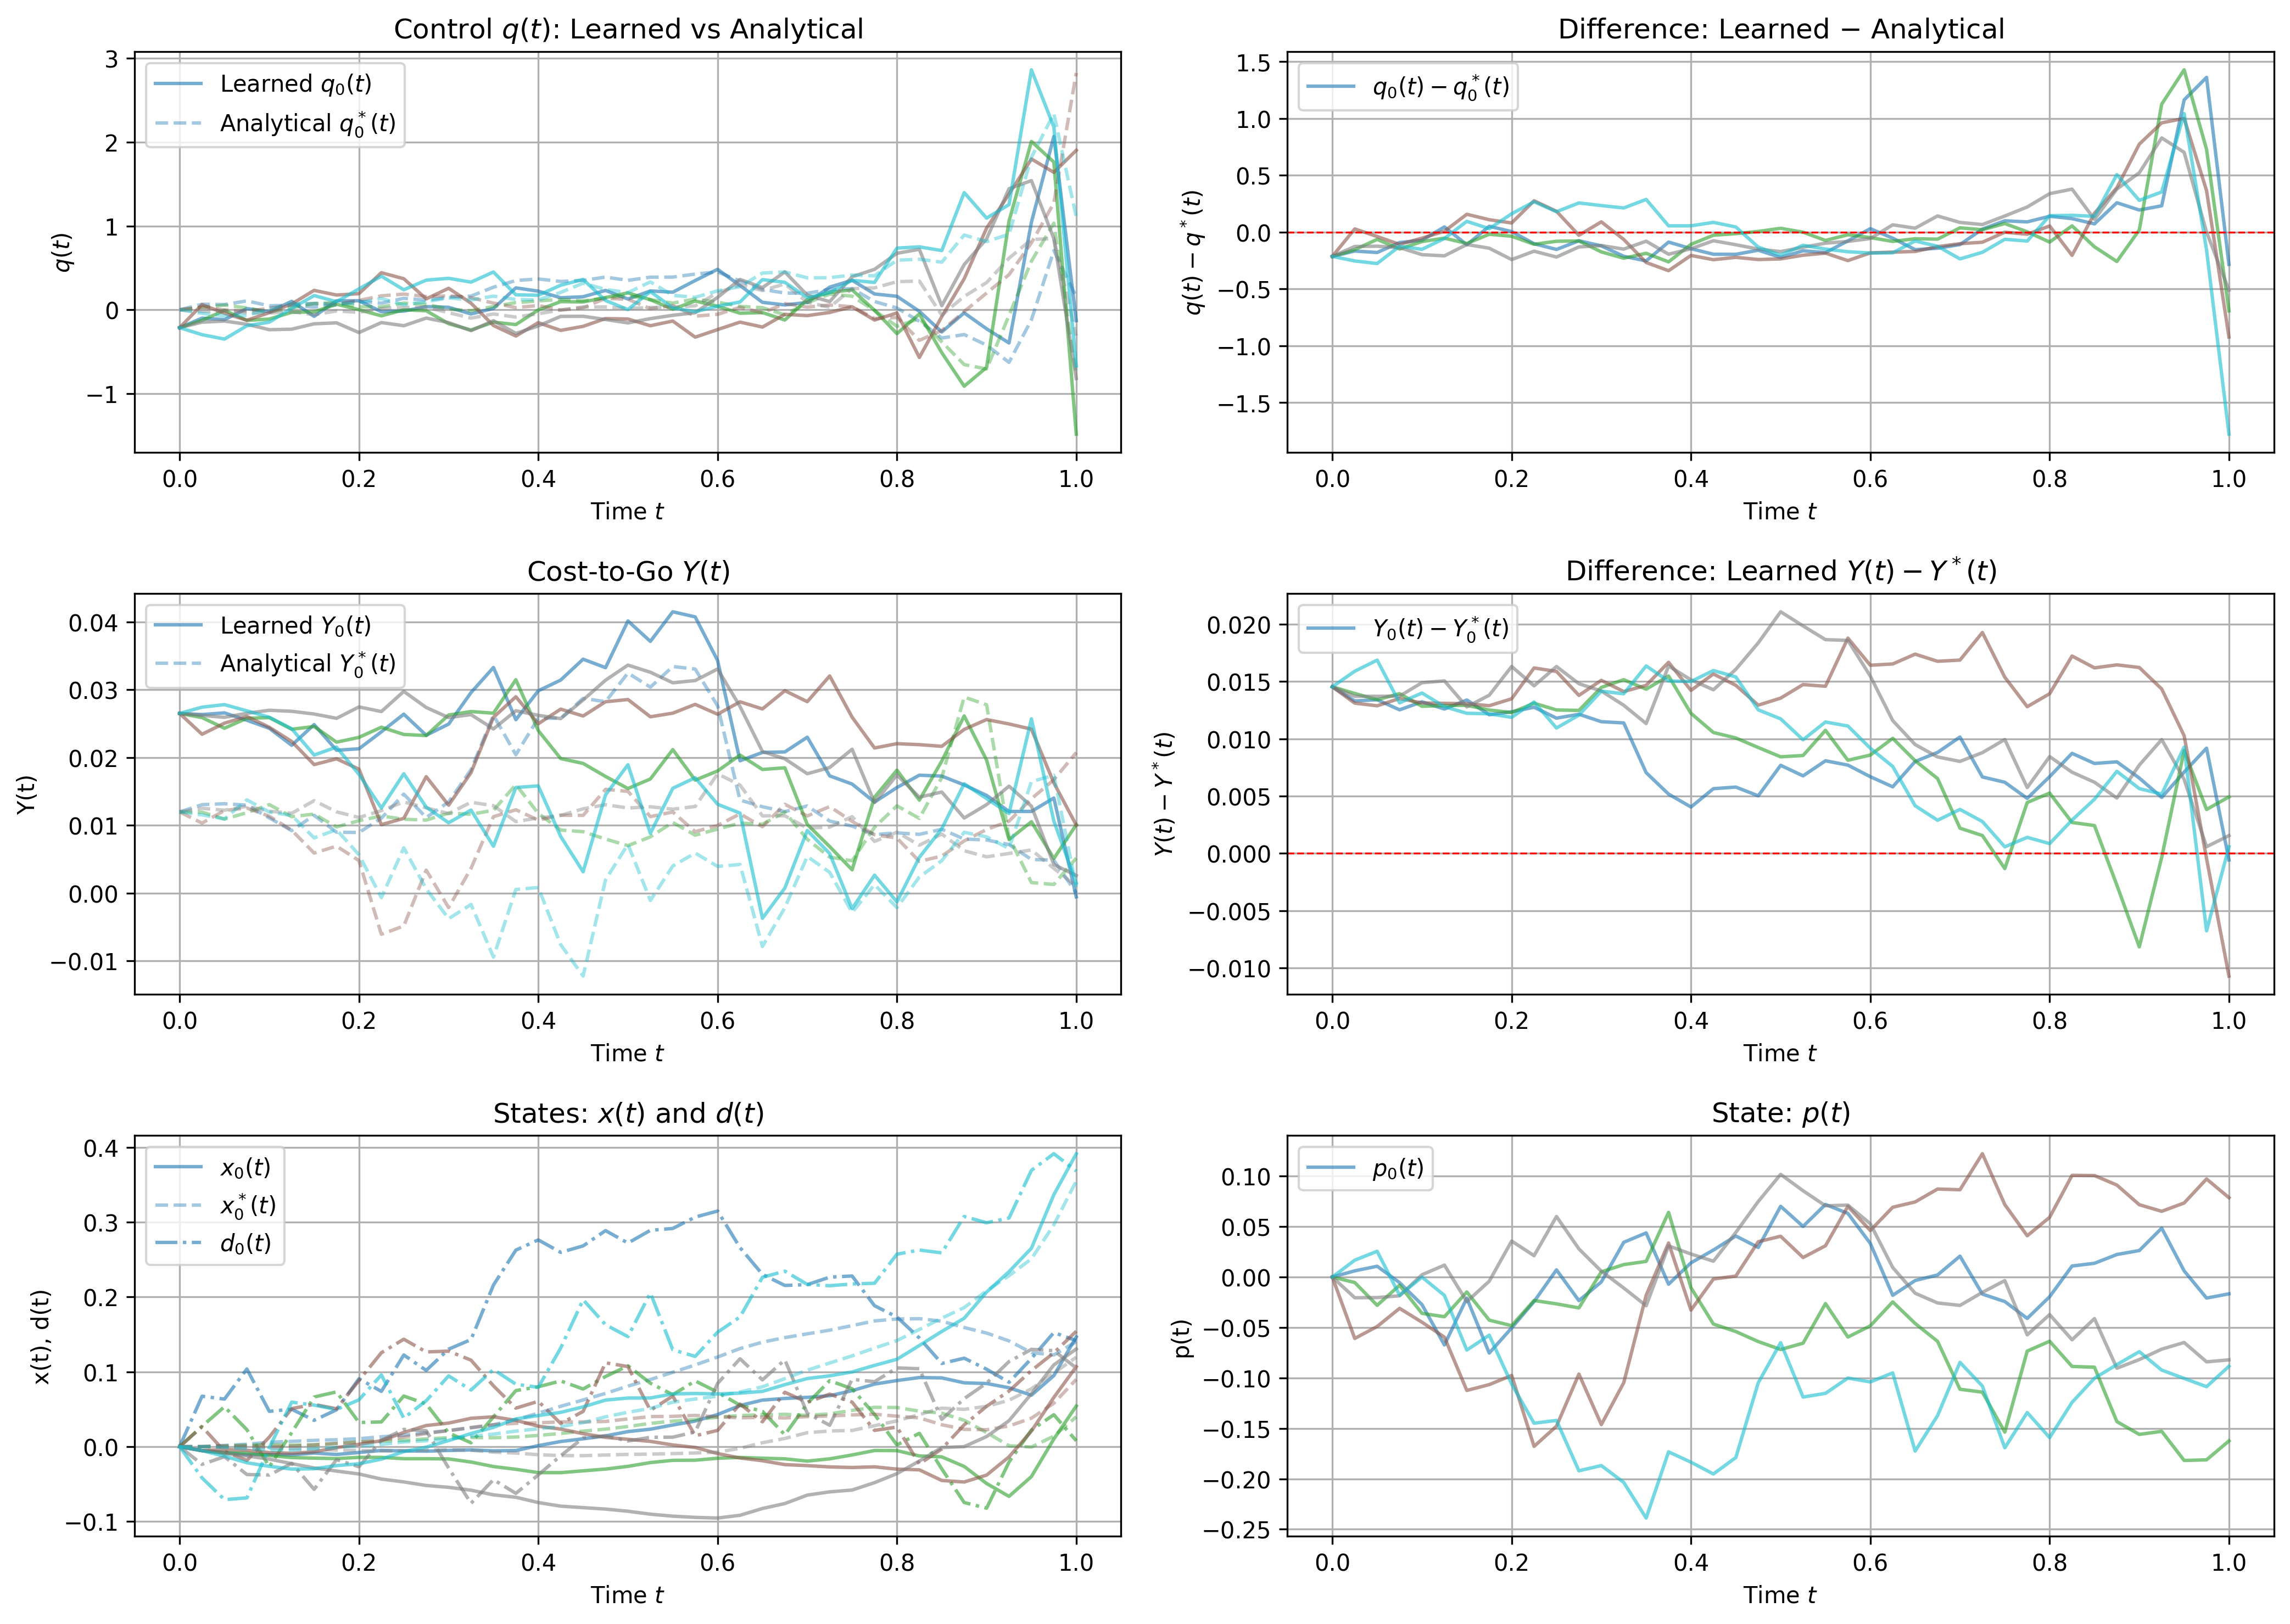 Control q(t): Learned vs Analytical
3
2
1
0
−1
q(t)
Learned q₀(t)
Analytical q₀*(t)
0.0 0.2 0.4 0.6 0.8 1.0
Time t
Difference: Learned − Analytical
1.5
1.0
0.5
0.0
−0.5
−1.0
−1.5
q(t) − q*(t)
q₀(t) − q₀*(t)
0.0 0.2 0.4 0.6 0.8 1.0
Time t
Cost-to-Go Y(t)
0.04
0.03
0.02
0.01
0.00
−0.01
Y(t)
Learned Y₀(t)
Analytical Y₀*(t)
0.0 0.2 0.4 0.6 0.8 1.0
Time t
Difference: Learned Y(t) − Y*(t)
0.020
0.015
0.010
0.005
0.000
−0.005
−0.010
Y(t) − Y*(t)
Y₀(t) − Y₀*(t)
0.0 0.2 0.4 0.6 0.8 1.0
Time t
States: x(t) and d(t)
0.4
0.3
0.2
0.1
0.0
−0.1
x(t), d(t)
x₀(t)
x₀*(t)
d₀(t)
0.0 0.2 0.4 0.6 0.8 1.0
Time t
State: p(t)
0.10
0.05
0.00
−0.05
−0.10
−0.15
−0.20
−0.25
p(t)
p₀(t)
0.0 0.2 0.4 0.6 0.8 1.0
Time t